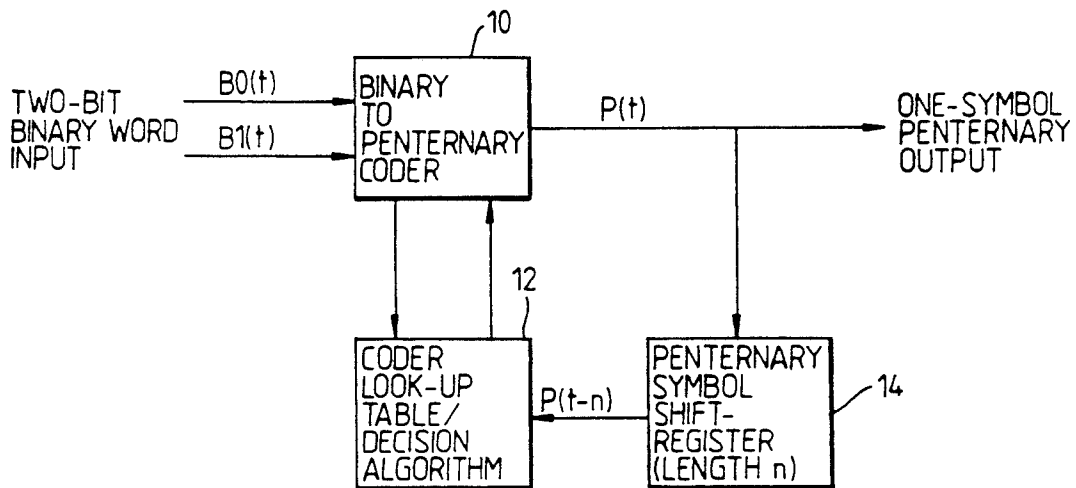 10
TWO-BIT
BINARY WORD
INPUT
B0(t)
B1(t)
BINARY
TO
PENTERNARY
CODER
P(t)
ONE-SYMBOL
PENTERNARY
OUTPUT
12
CODER
LOOK-UP
TABLE/
DECISION
ALGORITHM
P(t-n)
PENTERNARY
SYMBOL
SHIFT-
REGISTER
(LENGTH n)
14